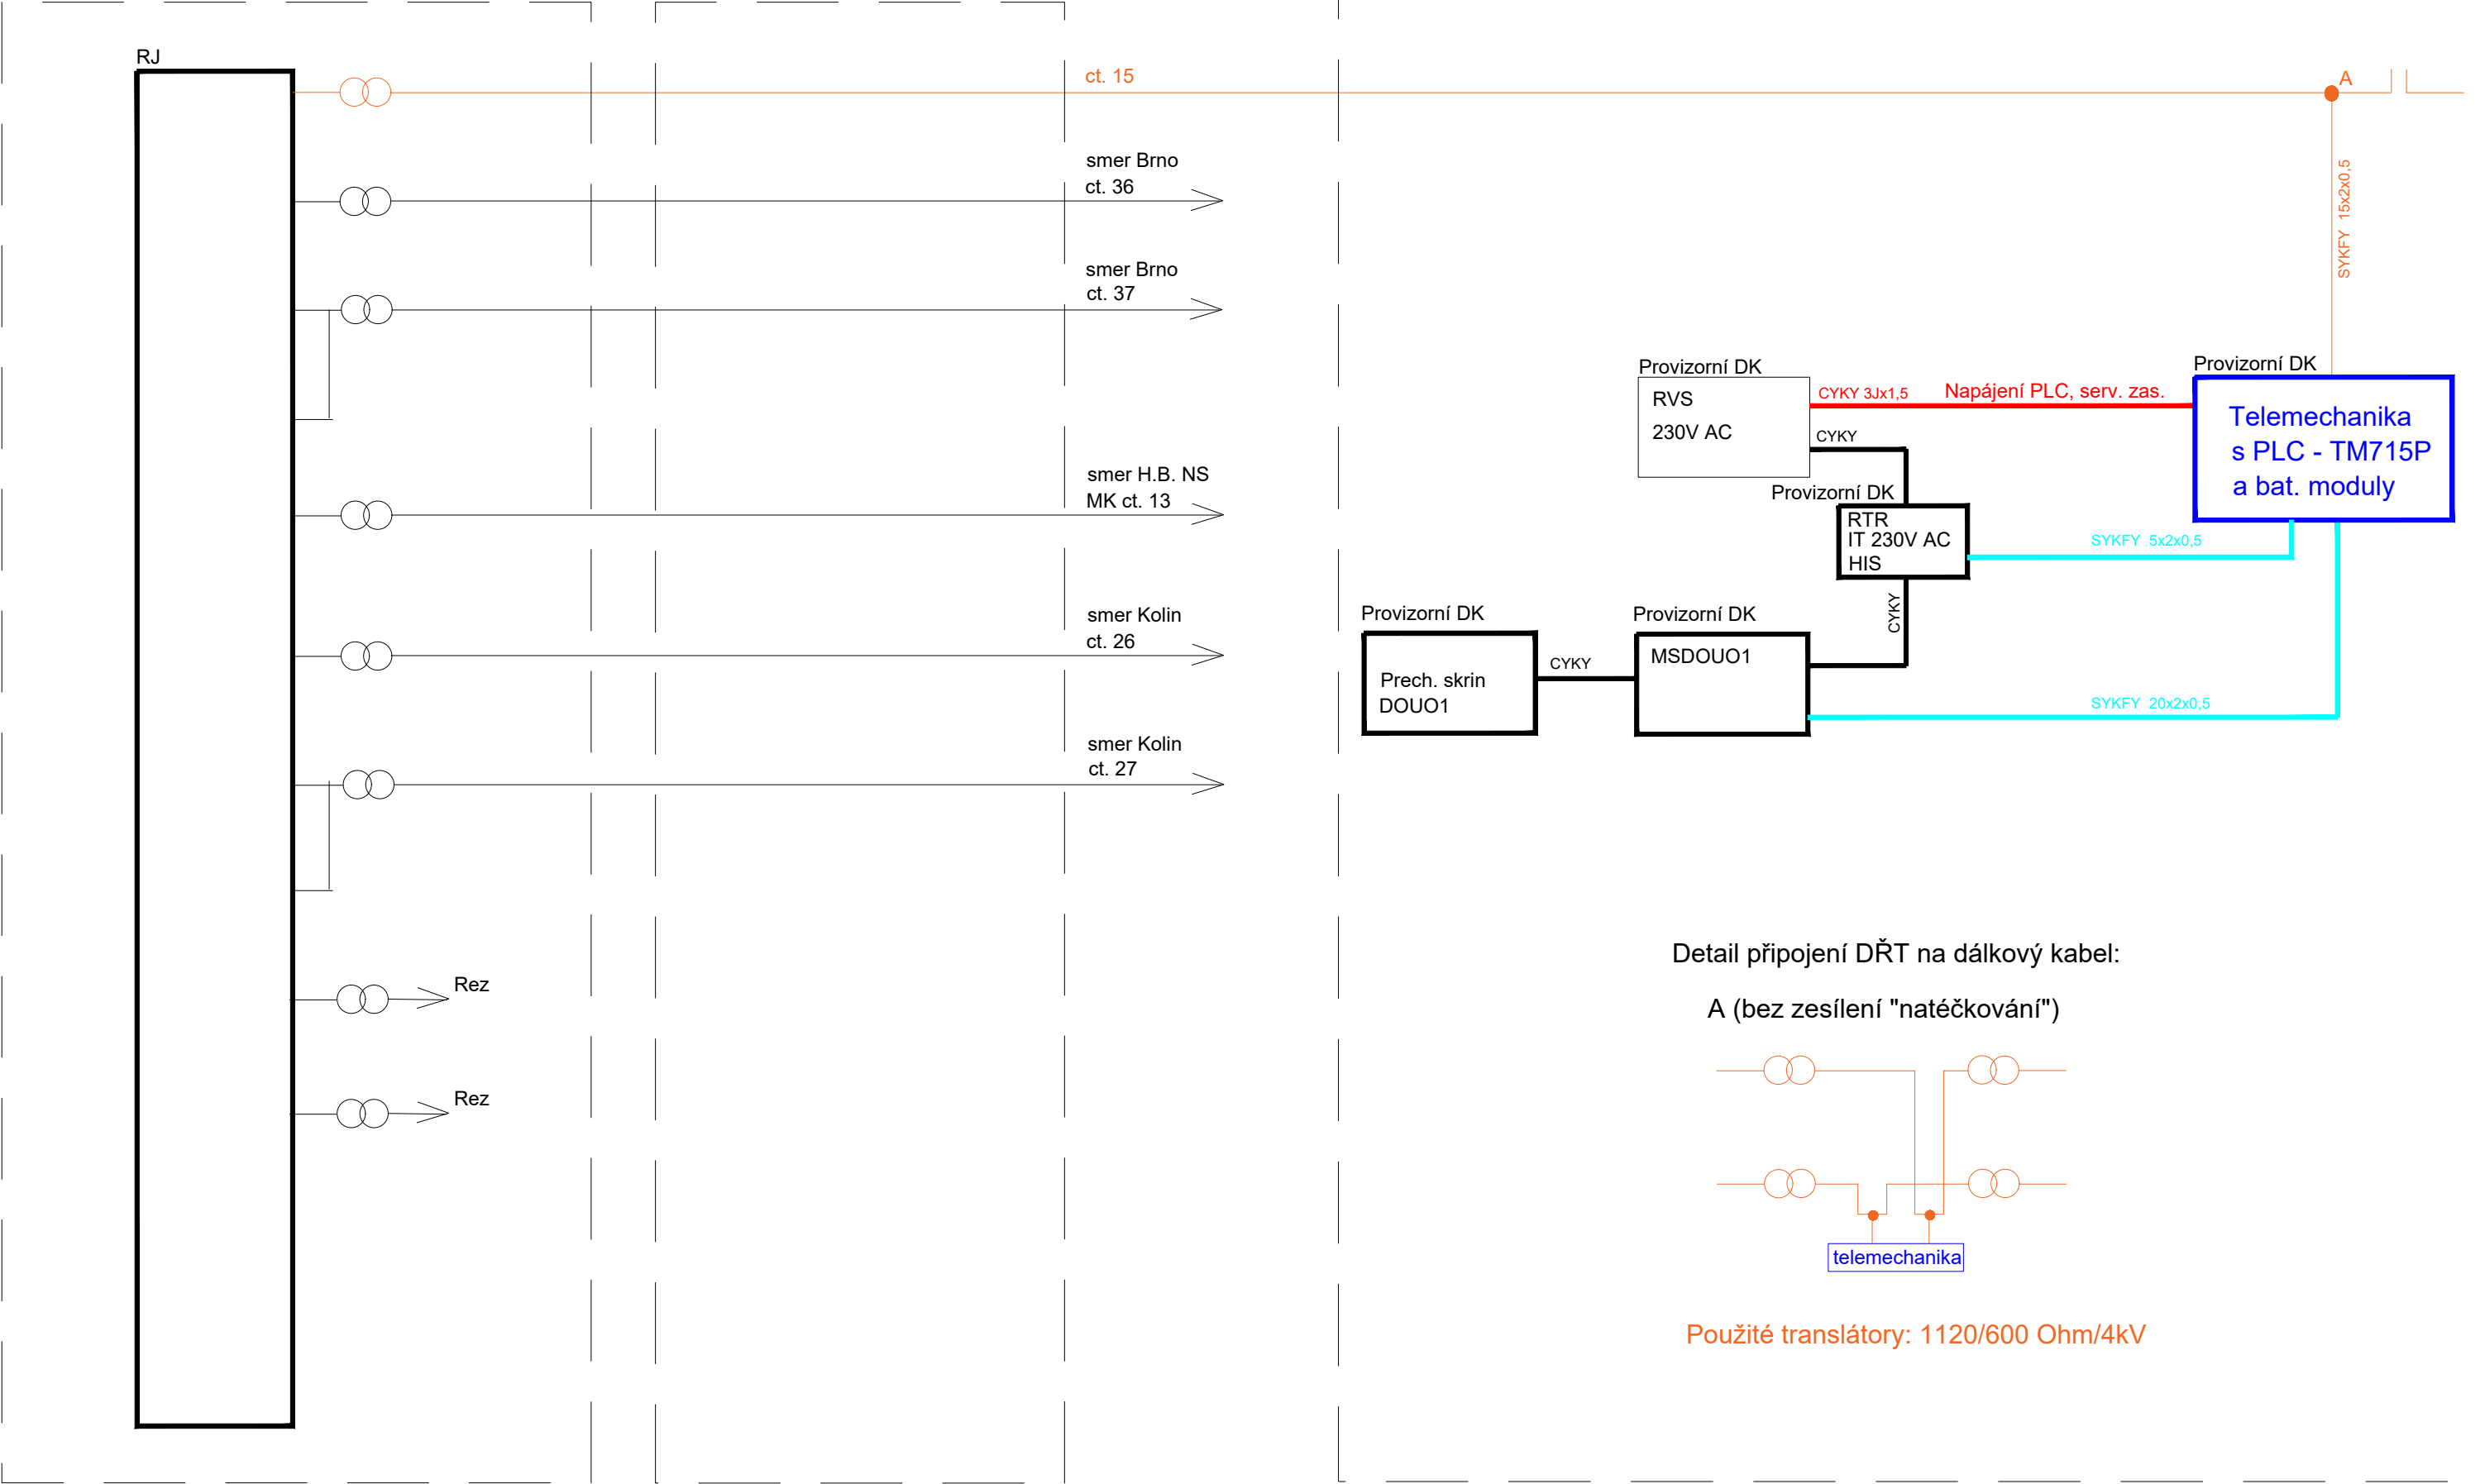 RJ
ct. 15
A
smer Brno
ct. 36
SYKFY 15x2x0,5
smer Brno
ct. 37
Provizorní DK
RVS
230V AC
CYKY 3Jx1,5
Napájení PLC, serv. zas.
CYKY
Provizorní DK
Telemechanika
s PLC - TM715P
a bat. moduly
smer H.B. NS
MK ct. 13
Provizorní DK
RTR
IT 230V AC
HIS
SYKFY 5x2x0,5
CYKY
smer Kolin
ct. 26
Provizorní DK
Prech. skrin
DOUO1
CYKY
Provizorní DK
MSDOUO1
SYKFY 20x2x0,5
smer Kolin
ct. 27
Rez
Rez
Detail připojení DŘT na dálkový kabel:
A (bez zesílení "natéčkování")
telemechanika
Použité translátory: 1120/600 Ohm/4kV